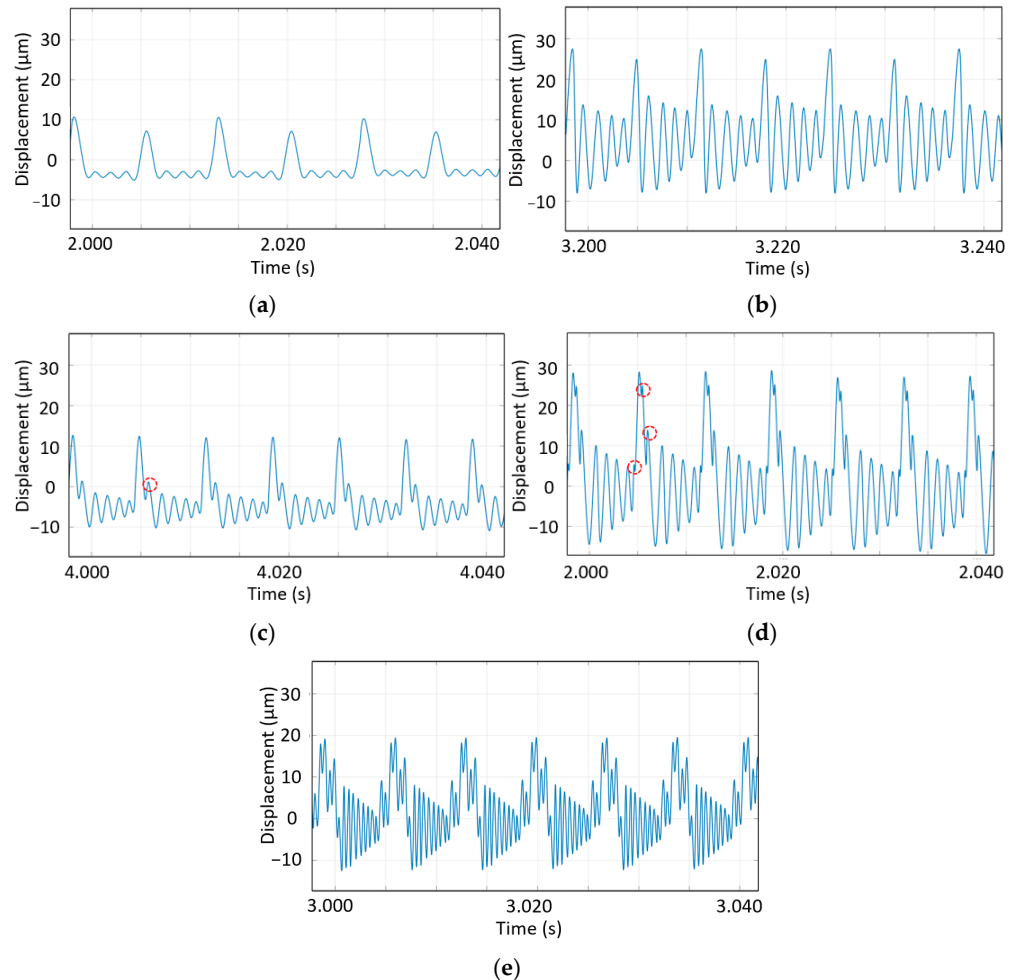 Displacement (μm)
30
20
10
0
−10
2.000
2.020
2.040
Time (s)
(a)
Displacement (μm)
30
20
10
0
−10
3.200
3.220
3.240
Time (s)
(b)
Displacement (μm)
30
20
10
0
−10
4.000
4.020
4.040
Time (s)
(c)
Displacement (μm)
30
20
10
0
−10
2.000
2.020
2.040
Time (s)
(d)
Displacement (μm)
30
20
10
0
−10
3.000
3.020
3.040
Time (s)
(e)